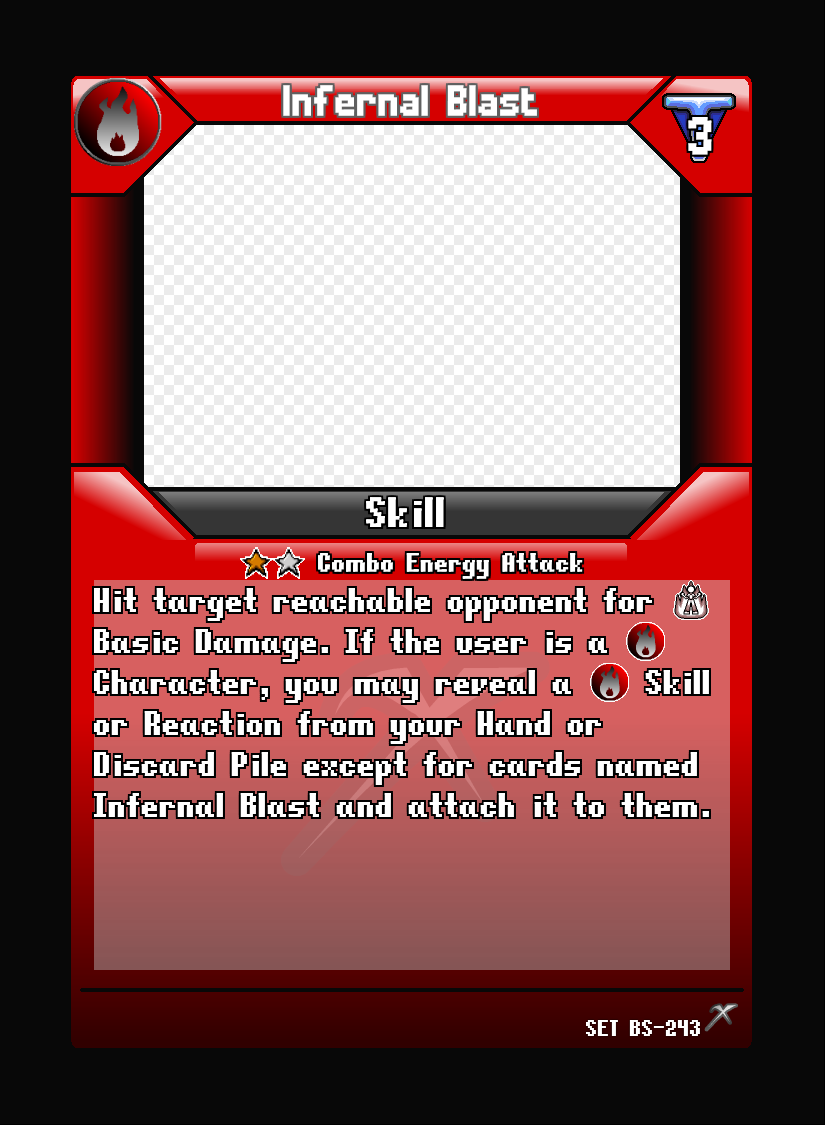 Infernal Blast
3
Skill
Combo Energy Attack
Hit target reachable opponent for
Basic Damage. If the user is a
Character, you may reveal a Skill
or Reaction from your Hand or
Discard Pile except for cards named
Infernal Blast and attach it to them.
SET BS-243